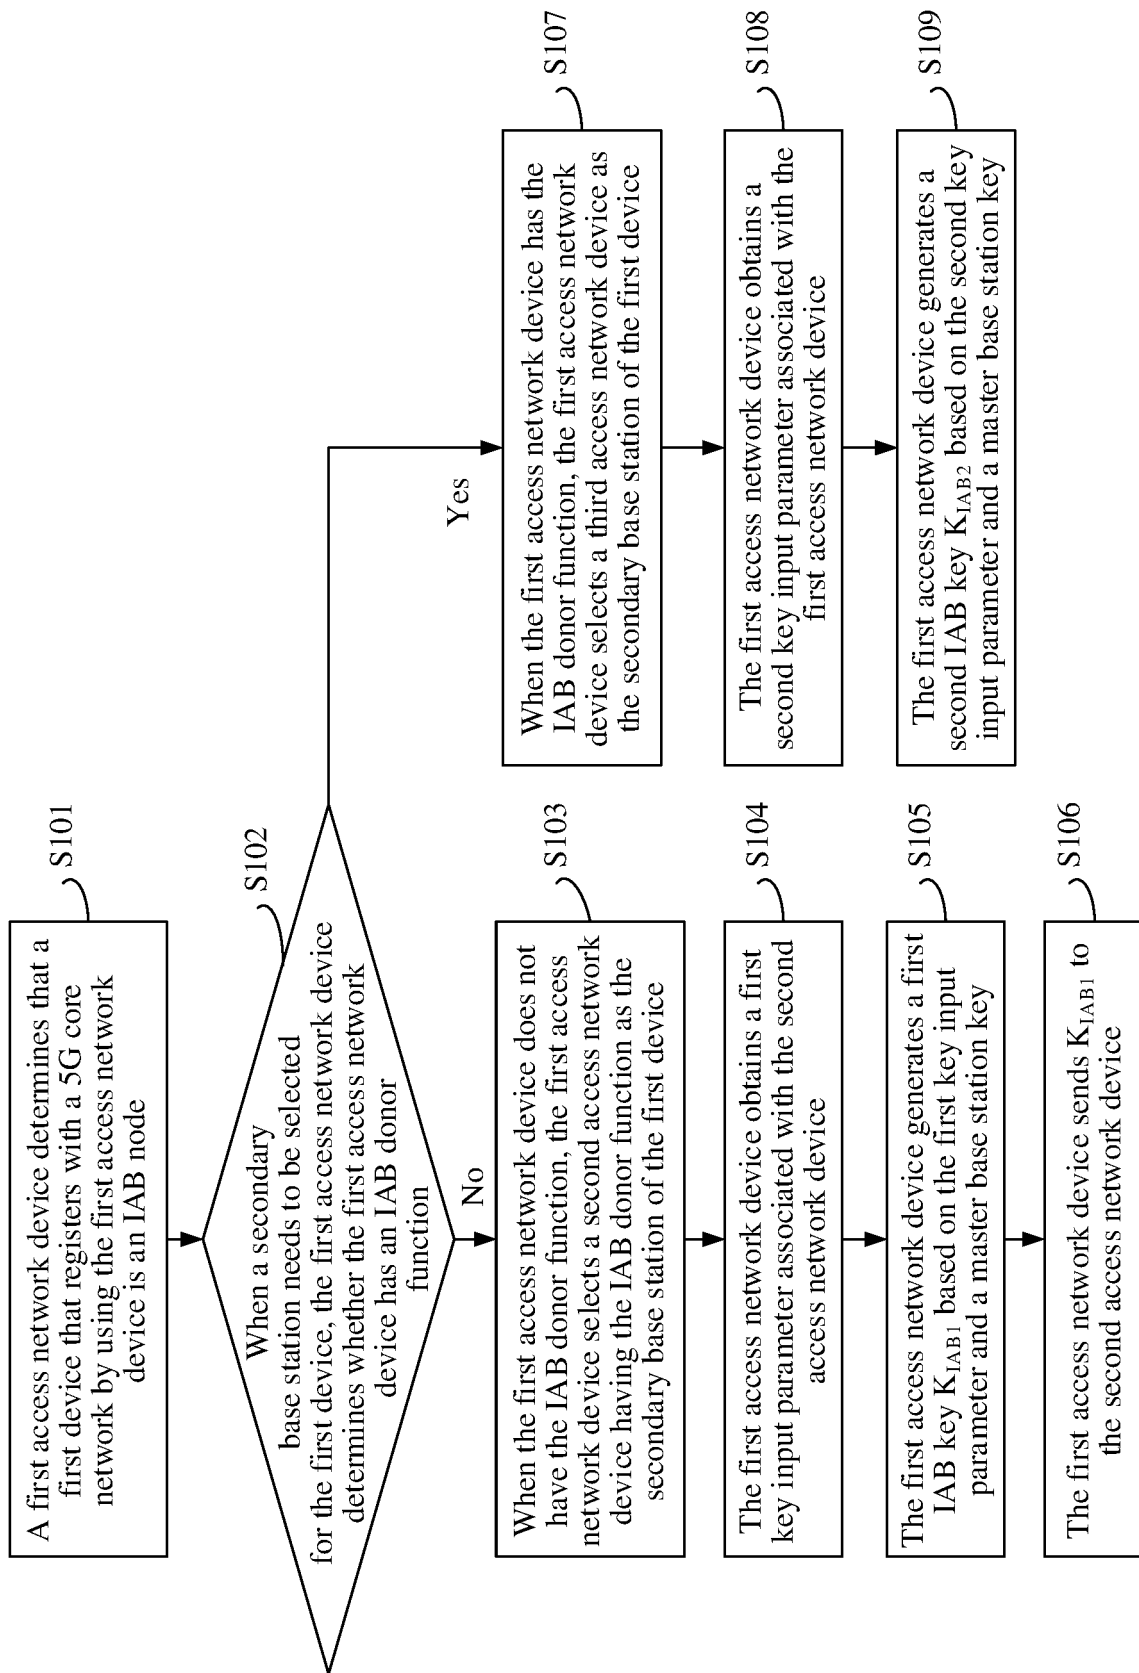 A first access network device determines that a
first device that registers with a 5G core
network by using the first access network
device is an IAB node
S101
When a secondary
base station needs to be selected
for the first device, the first access network device
determines whether the first access network
device has an IAB donor
function
S102
No
Yes
When the first access network device does not
have the IAB donor function, the first access
network device selects a second access network
device having the IAB donor function as the
secondary base station of the first device
S103
The first access network device obtains a first
key input parameter associated with the second
access network device
S104
The first access network device generates a first
IAB key KIAB1 based on the first key input
parameter and a master base station key
S105
The first access network device sends KIAB1 to
the second access network device
S106
When the first access network device has the
IAB donor function, the first access network
device selects a third access network device as
the secondary base station of the first device
S107
The first access network device obtains a
second key input parameter associated with the
first access network device
S108
The first access network device generates a
second IAB key KIAB2 based on the second key
input parameter and a master base station key
S109